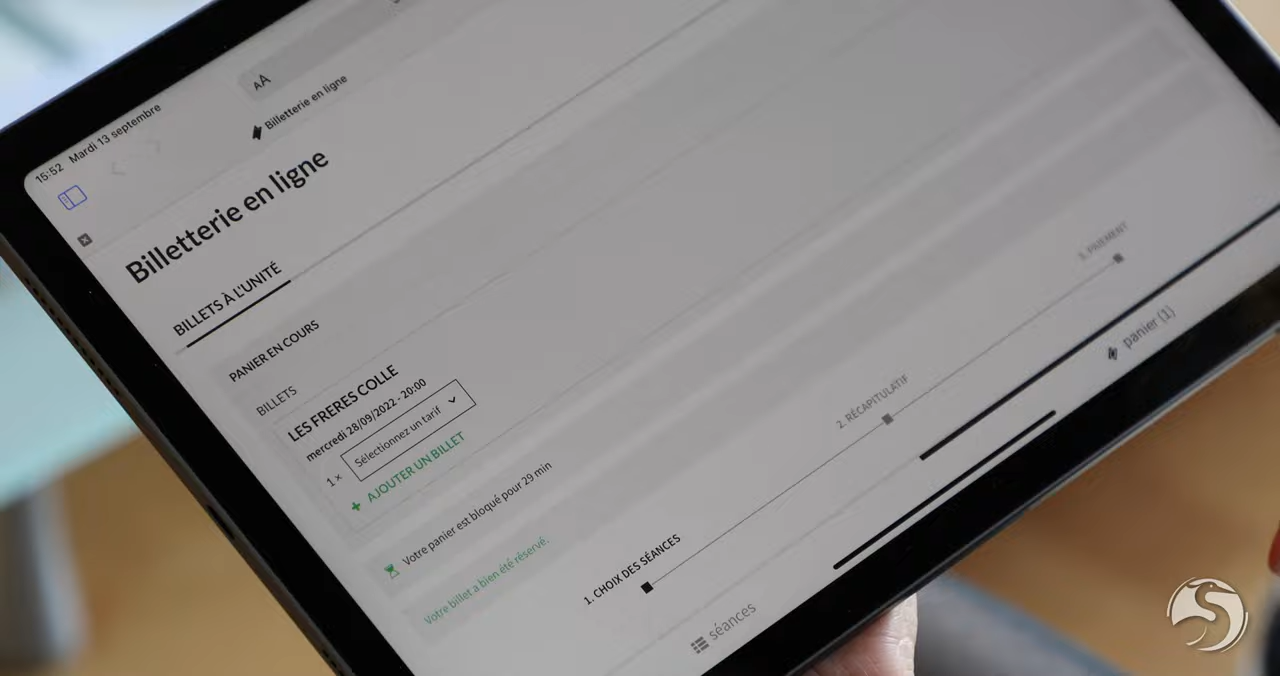 15:52 Mardi 13 septembre
AA
Billetterie en ligne
Billetterie en ligne
BILLETS À L'UNITÉ
PANIER EN COURS
BILLETS
LES FRERES COLLE
mercredi 28/09/2022 - 20:00
1 x Sélectionnez un tarif
+ AJOUTER UN BILLET
Votre panier est bloqué pour 29 min
Votre billet a bien été réservé.
1. CHOIX DES SÉANCES
2. RÉCAPITULATIF
3. PAIEMENT
séances
panier (1)